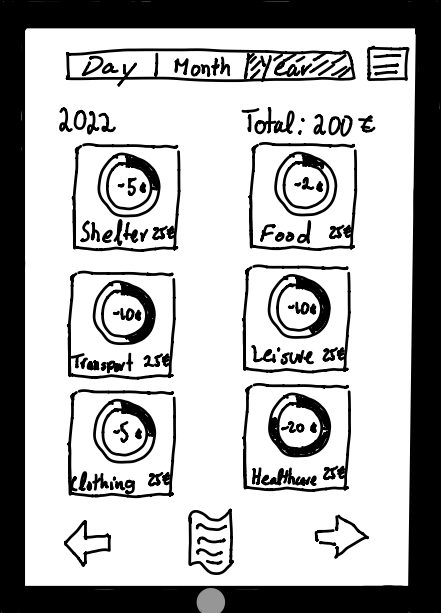 Day Month Year
2022 Total: 200 €
-5€ -2€
Shelter 25€ Food 25€
-10€ -10€
Transport 25€ Leisure 25€
-5€ -20€
Clothing 25€ Healthcare 25€